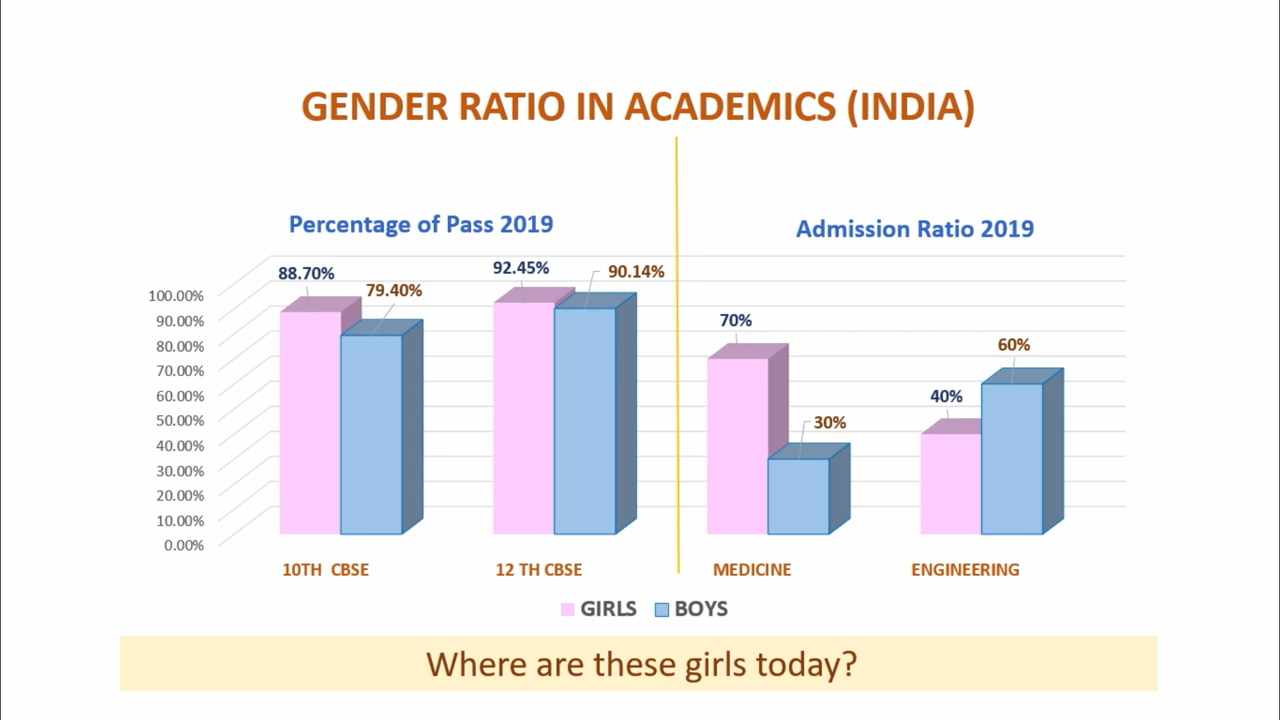 GENDER RATIO IN ACADEMICS (INDIA)
Percentage of Pass 2019
Admission Ratio 2019
88.70%
79.40%
92.45%
90.14%
70%
30%
40%
60%
100.00%
90.00%
80.00%
70.00%
60.00%
50.00%
40.00%
30.00%
20.00%
10.00%
0.00%
10TH CBSE
12 TH CBSE
MEDICINE
ENGINEERING
GIRLS
BOYS
Where are these girls today?